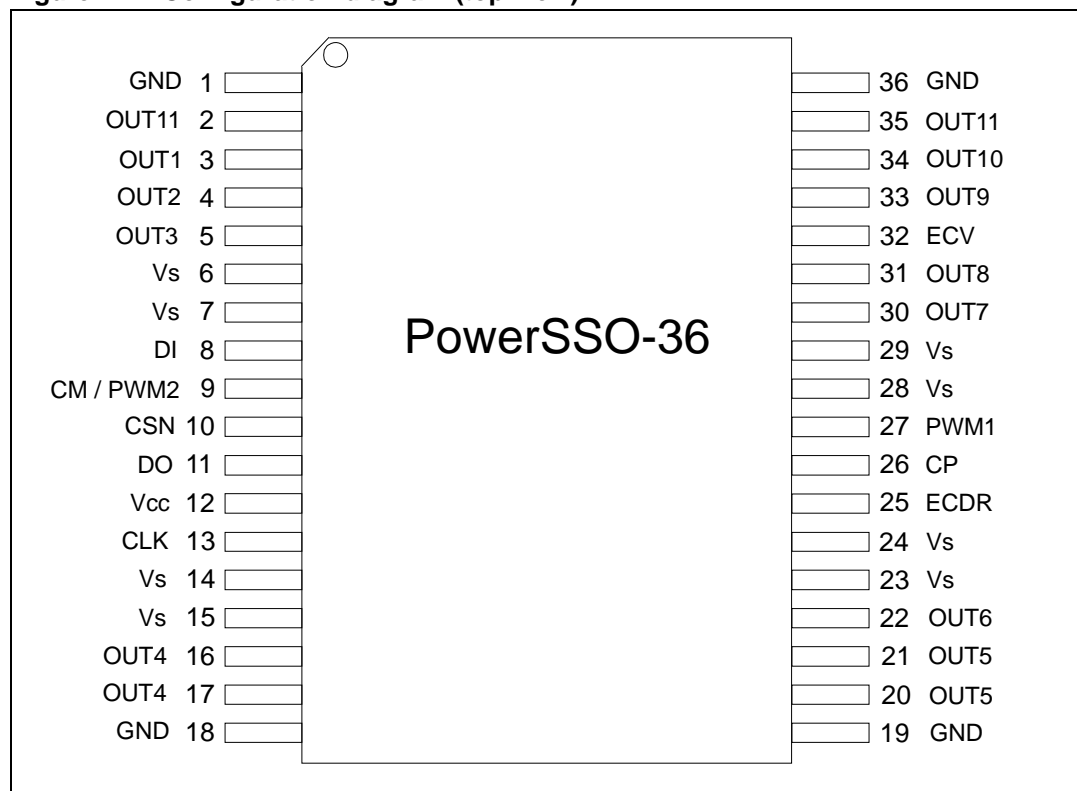 GND 1
OUT11 2
OUT1 3
OUT2 4
OUT3 5
Vs 6
Vs 7
DI 8
CM / PWM2 9
CSN 10
DO 11
Vcc 12
CLK 13
Vs 14
Vs 15
OUT4 16
OUT4 17
GND 18
PowerSSO-36
36 GND
35 OUT11
34 OUT10
33 OUT9
32 ECV
31 OUT8
30 OUT7
29 Vs
28 Vs
27 PWM1
26 CP
25 ECDR
24 Vs
23 Vs
22 OUT6
21 OUT5
20 OUT5
19 GND